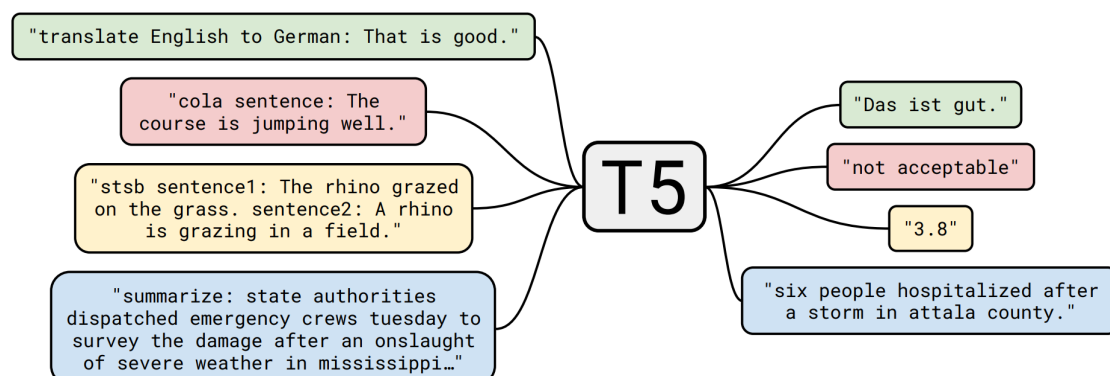 "translate English to German: That is good."
"cola sentence: The
course is jumping well."
"stsb sentence1: The rhino grazed
on the grass. sentence2: A rhino
is grazing in a field."
"summarize: state authorities
dispatched emergency crews tuesday to
survey the damage after an onslaught
of severe weather in mississippi…"
T5
"Das ist gut."
"not acceptable"
"3.8"
"six people hospitalized after
a storm in attala county."